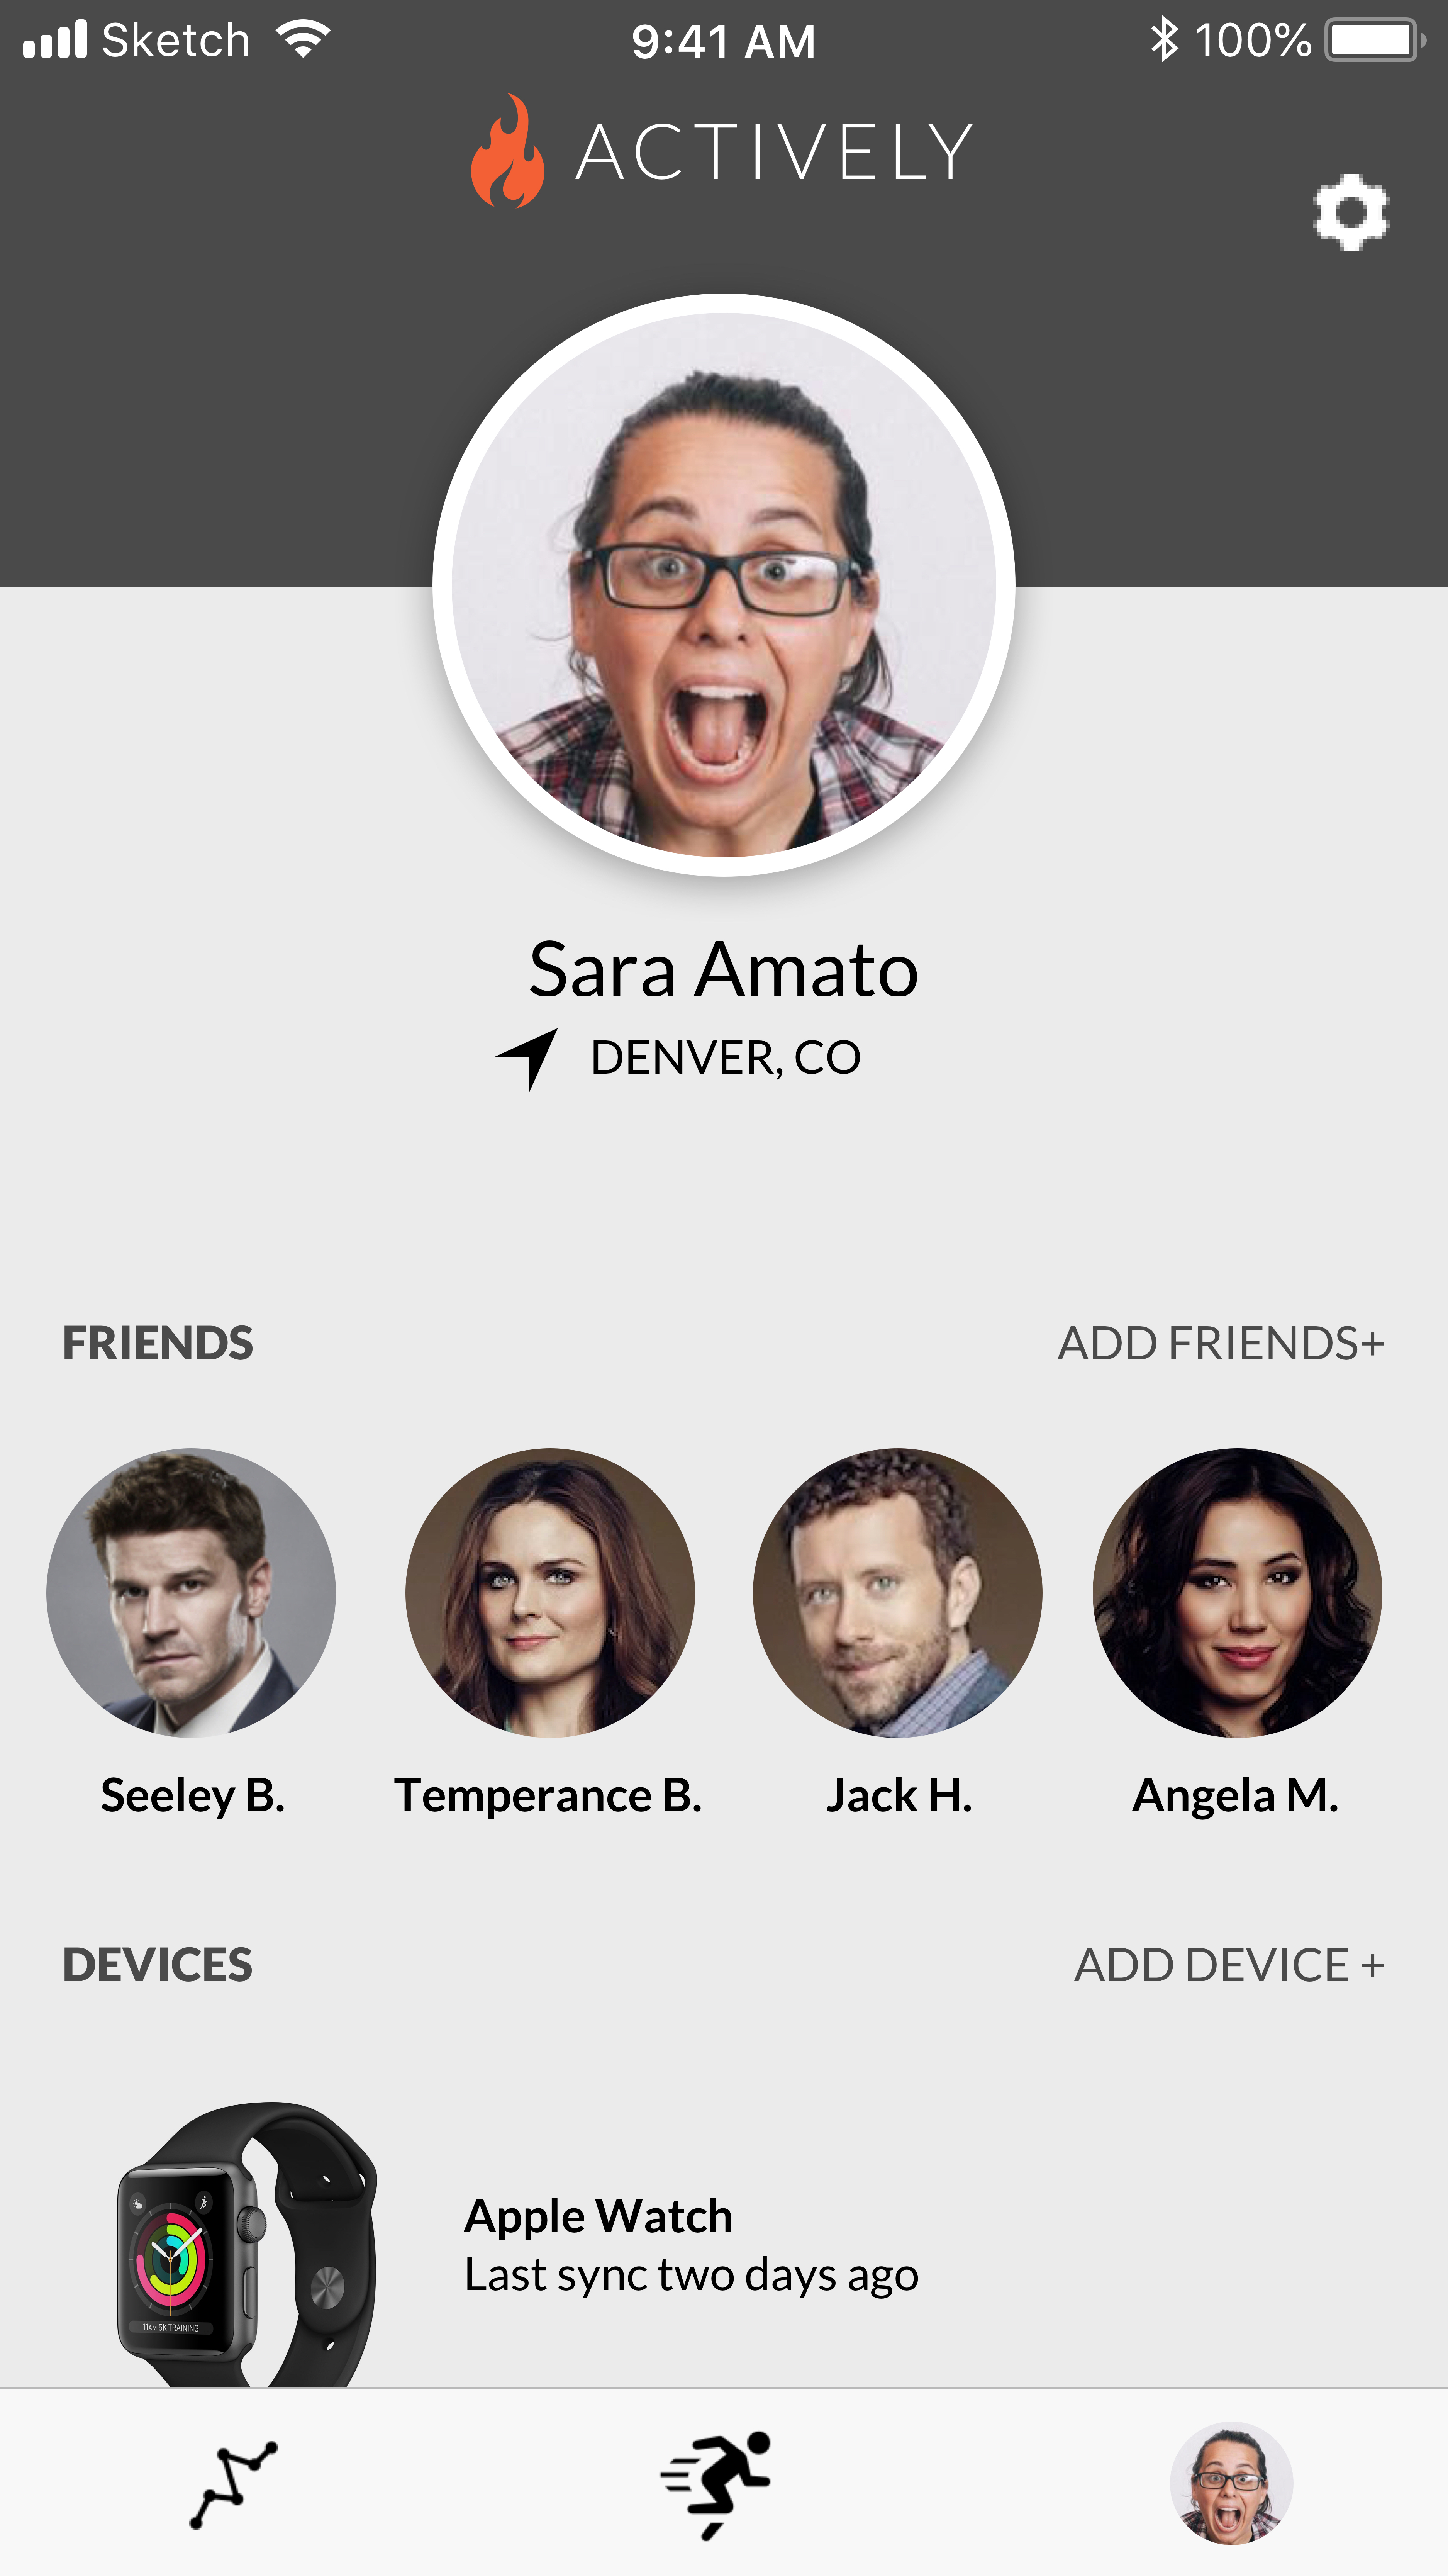 Sketch 9:41 AM 100%
ACTIVELY
Sara Amato
DENVER, CO
FRIENDS ADD FRIENDS+
Seeley B. Temperance B. Jack H. Angela M.
DEVICES ADD DEVICE +
Apple Watch
Last sync two days ago
11AM 5K TRAINING